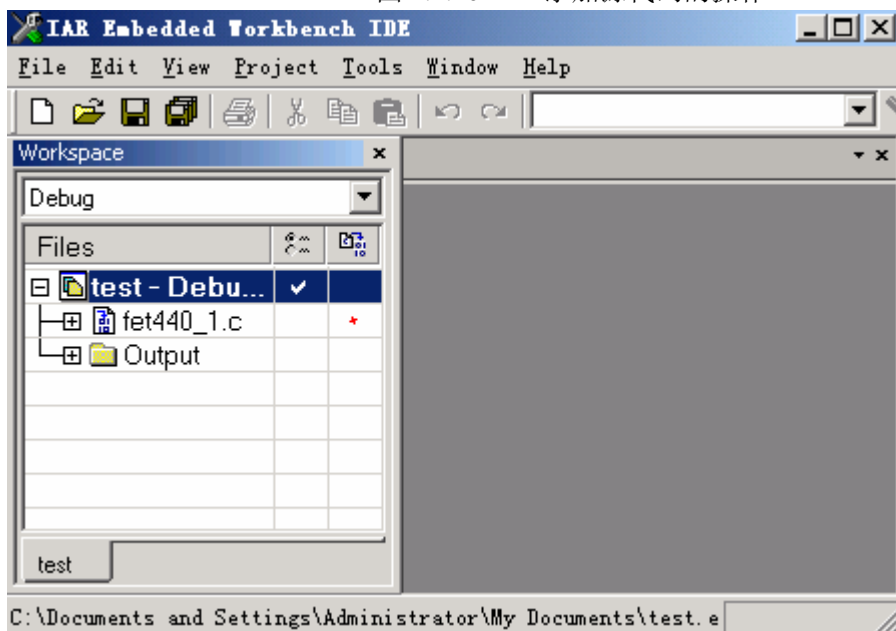 IAR Embedded Workbench IDE
File Edit View Project Tools Window Help
Workspace
Debug
Files
test - Debu...
fet440_1.c
Output
test
C:\Documents and Settings\Administrator\My Documents\test.e